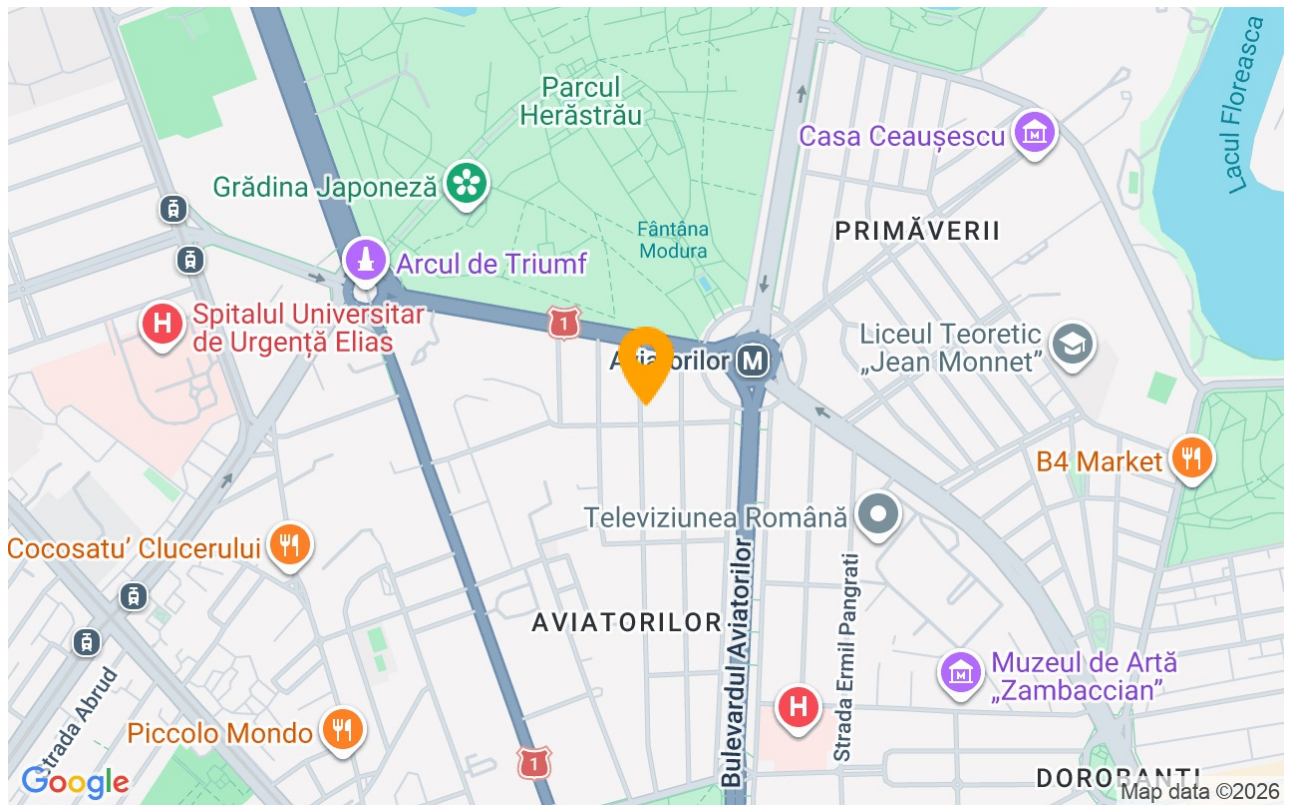 Lacul Floreasca
Parcul
Herăstrău
Casa Ceaușescu
Grădina Japoneză
Fântâna
Modura
PRIMĂVERII
Arcul de Triumf
Spitalul Universitar
de Urgență Elias
H
1
Aviatorilor
M
Liceul Teoretic
„Jean Monnet”
B4 Market
Televiziunea Română
Cocosatu’ Clucerului
AVIATORILOR
Bulevardul Aviatorilor
Strada Ermil Pangrati
Muzeul de Artă
„Zambaccian”
H
Strada Abrud
Piccolo Mondo
1
DOROBANȚI
Google
Map data ©2026